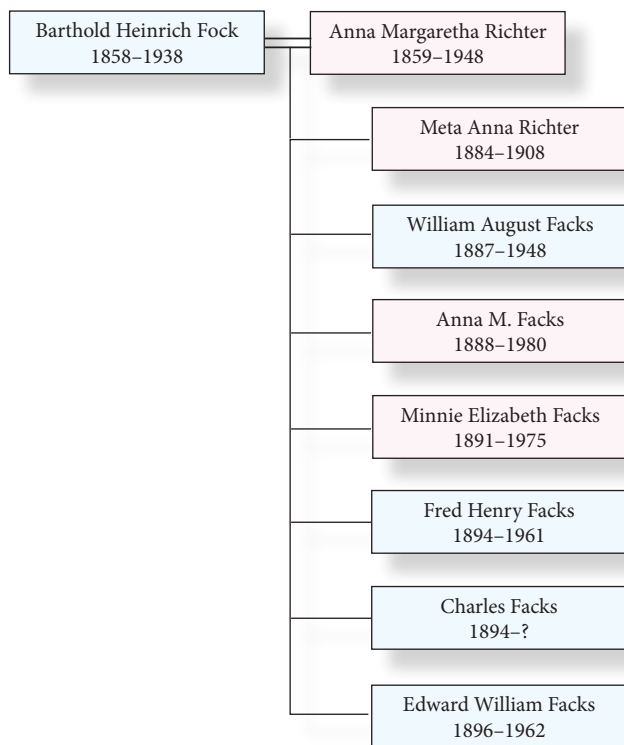 Barthold Heinrich Fock
1858–1938
Anna Margaretha Richter
1859–1948
Meta Anna Richter
1884–1908
William August Facks
1887–1948
Anna M. Facks
1888–1980
Minnie Elizabeth Facks
1891–1975
Fred Henry Facks
1894–1961
Charles Facks
1894–?
Edward William Facks
1896–1962